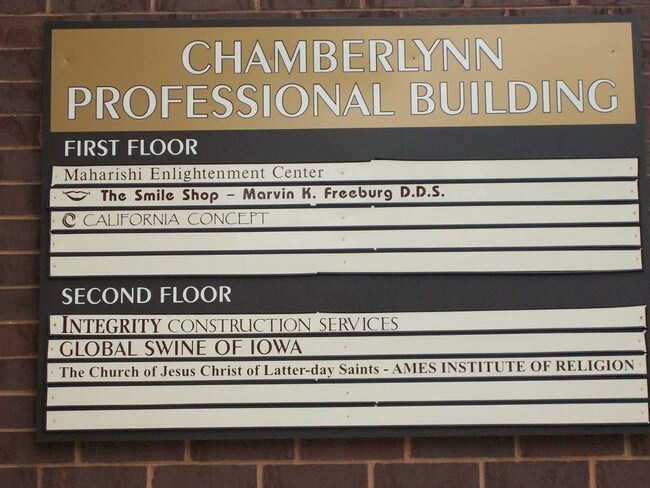 CHAMBERLYNN
PROFESSIONAL BUILDING
FIRST FLOOR
Maharishi Enlightenment Center
The Smile Shop – Marvin K. Freeburg D.D.S.
CALIFORNIA CONCEPT
SECOND FLOOR
INTEGRITY CONSTRUCTION SERVICES
GLOBAL SWINE OF IOWA
The Church of Jesus Christ of Latter-day Saints - AMES INSTITUTE OF RELIGION